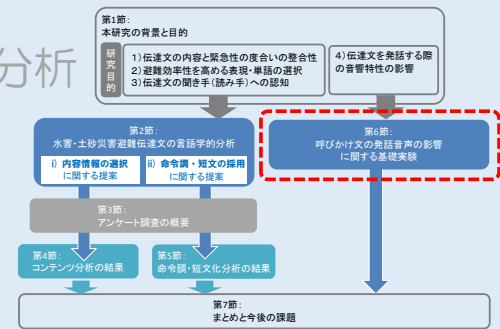 分析
第1節：
本研究の背景と目的
研究目的
1）伝達文の内容と緊急性の度合いの整合性
2）避難効率性を高める表現・単語の選択
3）伝達文の聞き手（読み手）への認知
4）伝達文を発話する際
の音響特性の影響
第2節：
水害・土砂災害避難伝達文の言語学的分析
ⅰ）内容情報の選択
に関する提案
ⅱ）命令調・短文の採用
に関する提案
第6節：
呼びかけ文の発話音声の影響
に関する基礎実験
第3節：
アンケート調査の概要
第4節：
コンテンツ分析の結果
第5節：
命令調・短文化分析の結果
第7節：
まとめと今後の課題